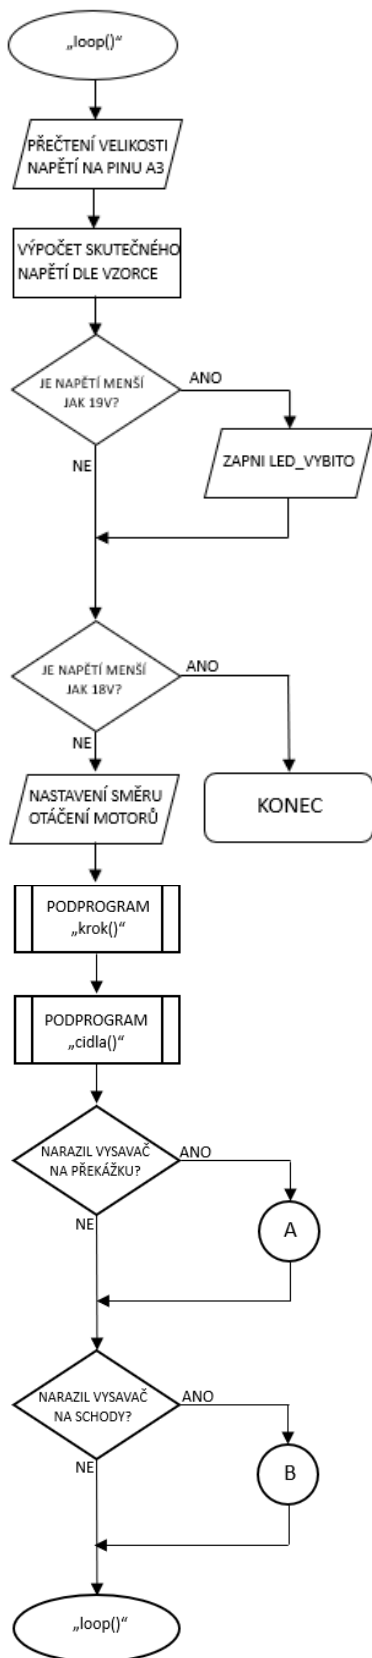 „loop()“
PŘEČTENÍ VELIKOSTI
NAPĚTÍ NA PINU A3
VÝPOČET SKUTEČNÉHO
NAPĚTÍ DLE VZORCE
JE NAPĚTÍ MENŠÍ
JAK 19V?
ANO
NE
ZAPNI LED_VYBITO
JE NAPĚTÍ MENŠÍ
JAK 18V?
ANO
NE
KONEC
NASTAVENÍ SMĚRU
OTÁČENÍ MOTORŮ
PODPROGRAM
„krok()“
PODPROGRAM
„cidla()“
NARAZIL VYSAVAČ
NA PŘEKÁŽKU?
ANO
NE
A
NARAZIL VYSAVAČ
NA SCHODY?
ANO
NE
B
„loop()“